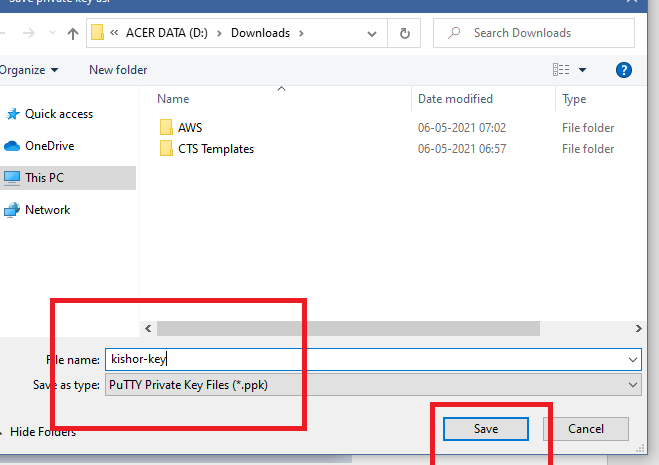 Save private key as:
ACER DATA (D:) Downloads
Search Downloads
Organize New folder
Name Date modified Type
Quick access
OneDrive
This PC
Network
AWS 06-05-2021 07:02 File folder
CTS Templates 06-05-2021 06:57 File folder
File name: kishor-key
Save as type: PuTTY Private Key Files (*.ppk)
Hide Folders Save Cancel